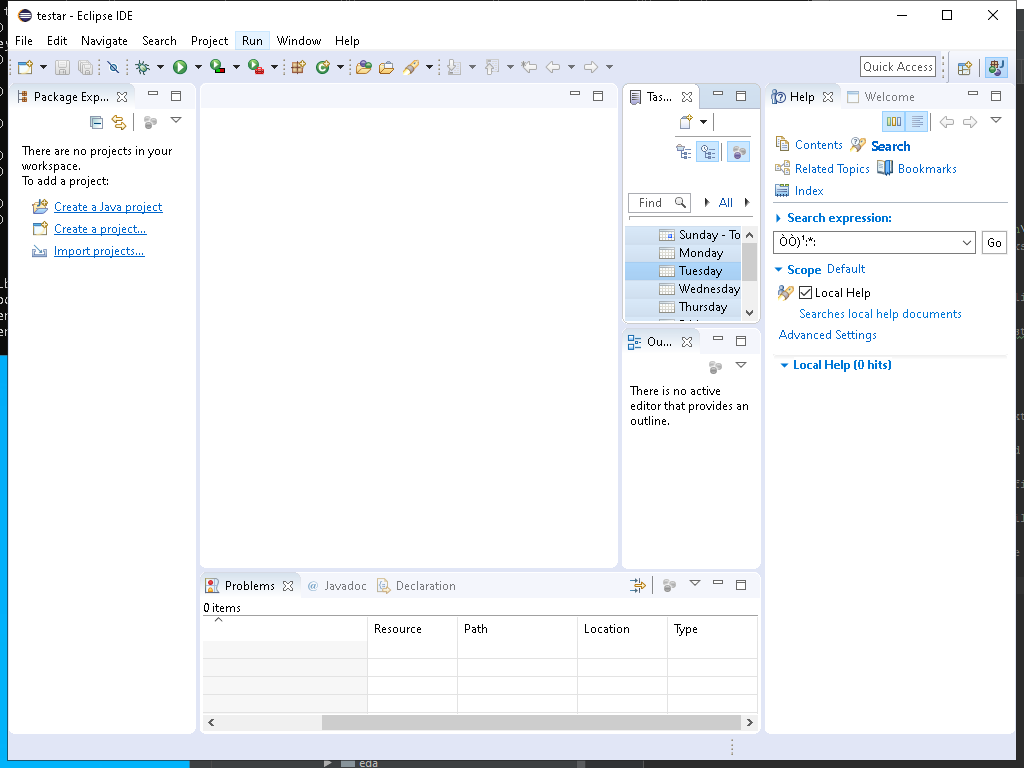 testar - Eclipse IDE
File Edit Navigate Search Project Run Window Help
Quick Access
Package Exp...
There are no projects in your
workspace.
To add a project:
Create a Java project
Create a project...
Import projects...
Tas...
Find
All
Sunday - To
Monday
Tuesday
Wednesday
Thursday
Ou...
There is no active
editor that provides an
outline.
Help Welcome
Contents Search
Related Topics Bookmarks
Index
Search expression:
ÒÒ)¹:*: Go
Scope Default
Local Help
Searches local help documents
Advanced Settings
Local Help (0 hits)
Problems @ Javadoc Declaration
0 items
Resource Path Location Type
eda